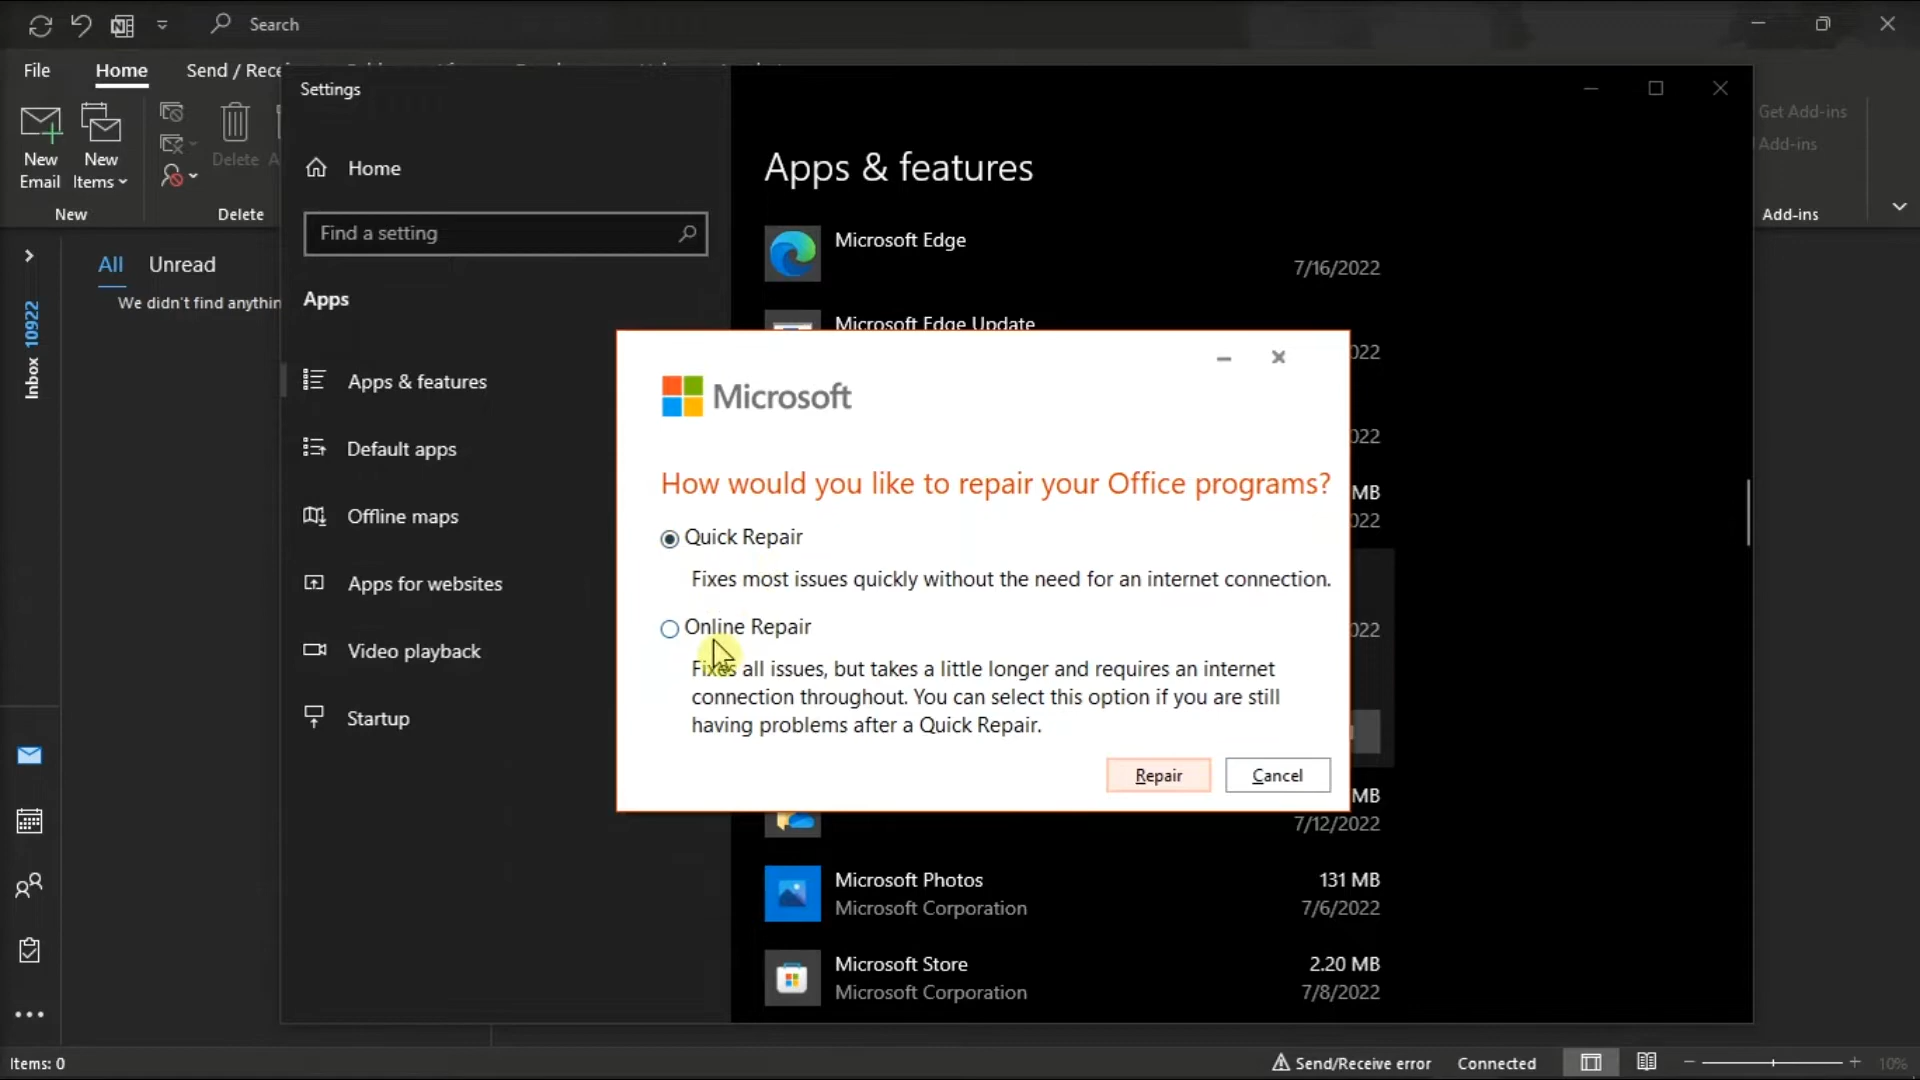 Search
File
Home
Send / Rece
Settings
Get Add-ins
Add-ins
New
Email
New
Items
Delete
New
Delete
Add-ins
Home
Find a setting
Apps
Apps & features
Default apps
Offline maps
Apps for websites
Video playback
Startup
All
Unread
We didn't find anythin
Inbox 10922
Apps & features
Microsoft Edge
7/16/2022
Microsoft Edge Update
022
022
MB
022
022
MB
7/12/2022
Microsoft Photos
131 MB
Microsoft Corporation
7/6/2022
Microsoft Store
2.20 MB
Microsoft Corporation
7/8/2022
Microsoft
How would you like to repair your Office programs?
Quick Repair
Fixes most issues quickly without the need for an internet connection.
Online Repair
Fixes all issues, but takes a little longer and requires an internet
connection throughout. You can select this option if you are still
having problems after a Quick Repair.
Repair
Cancel
Items: 0
Send/Receive error
Connected
10%